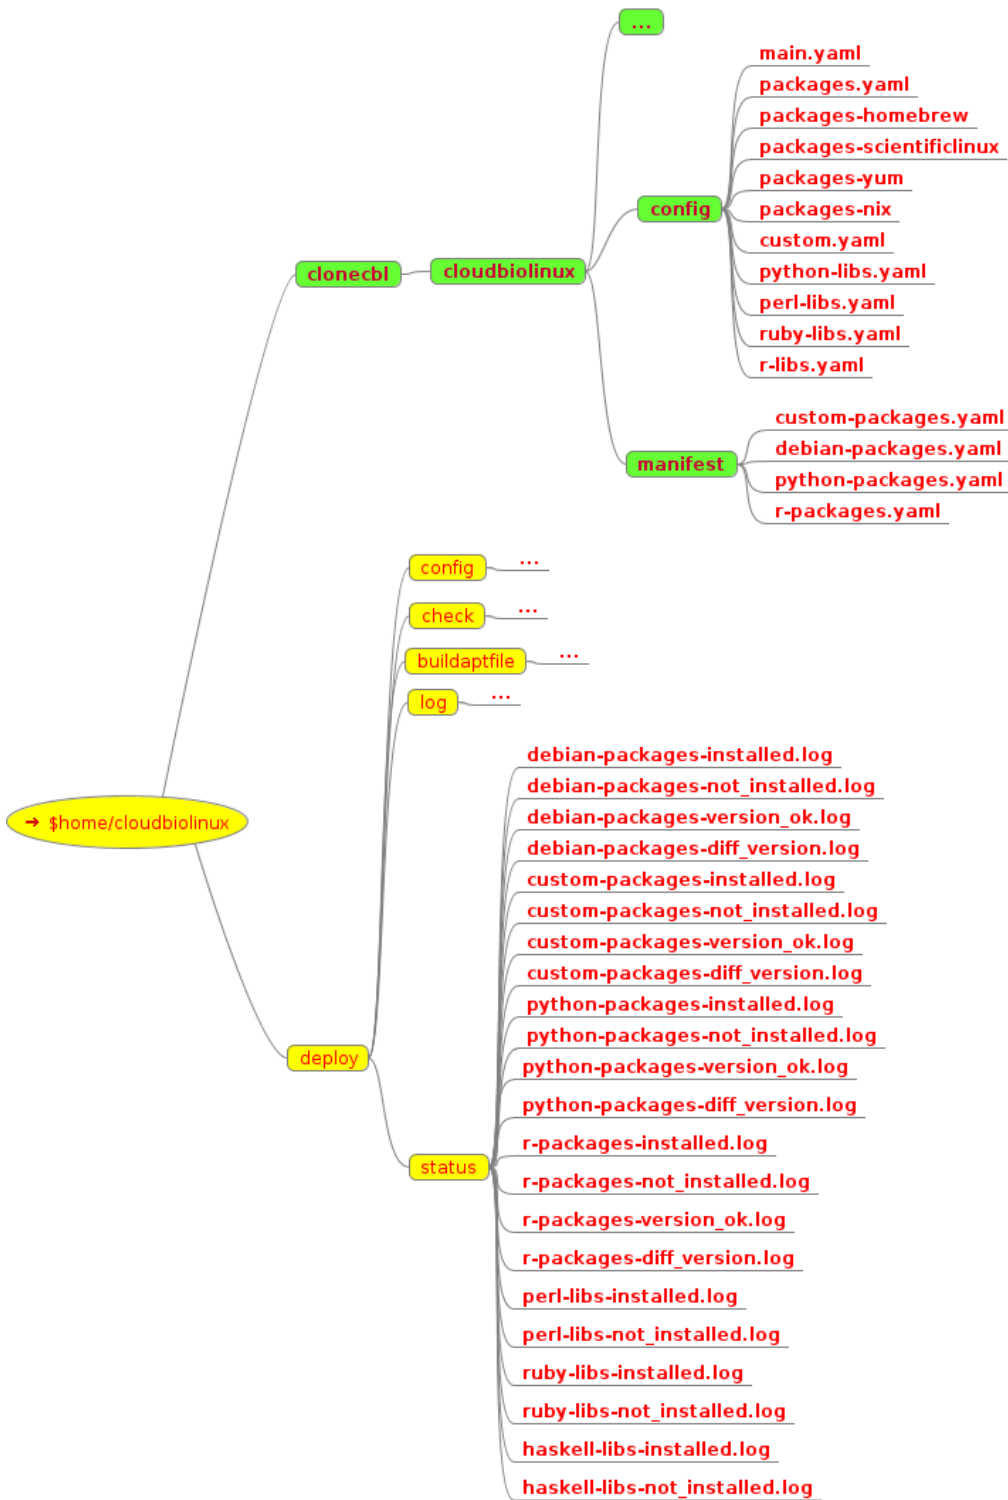 ...
main.yaml
packages.yaml
packages-homebrew
packages-scientificlinux
packages-yum
config
packages-nix
custom.yaml
clonecbl
cloudbiolinux
python-libs.yaml
perl-libs.yaml
ruby-libs.yaml
r-libs.yaml
custom-packages.yaml
debian-packages.yaml
manifest
python-packages.yaml
r-packages.yaml
config ...
check ...
buildaptfile ...
log ...
debian-packages-installed.log
debian-packages-not_installed.log
➔ $home/cloudbiolinux
debian-packages-version_ok.log
debian-packages-diff_version.log
custom-packages-installed.log
custom-packages-not_installed.log
custom-packages-version_ok.log
custom-packages-diff_version.log
python-packages-installed.log
python-packages-not_installed.log
deploy
python-packages-version_ok.log
python-packages-diff_version.log
r-packages-installed.log
status
r-packages-not_installed.log
r-packages-version_ok.log
r-packages-diff_version.log
perl-libs-installed.log
perl-libs-not_installed.log
ruby-libs-installed.log
ruby-libs-not_installed.log
haskell-libs-installed.log
haskell-libs-not_installed.log